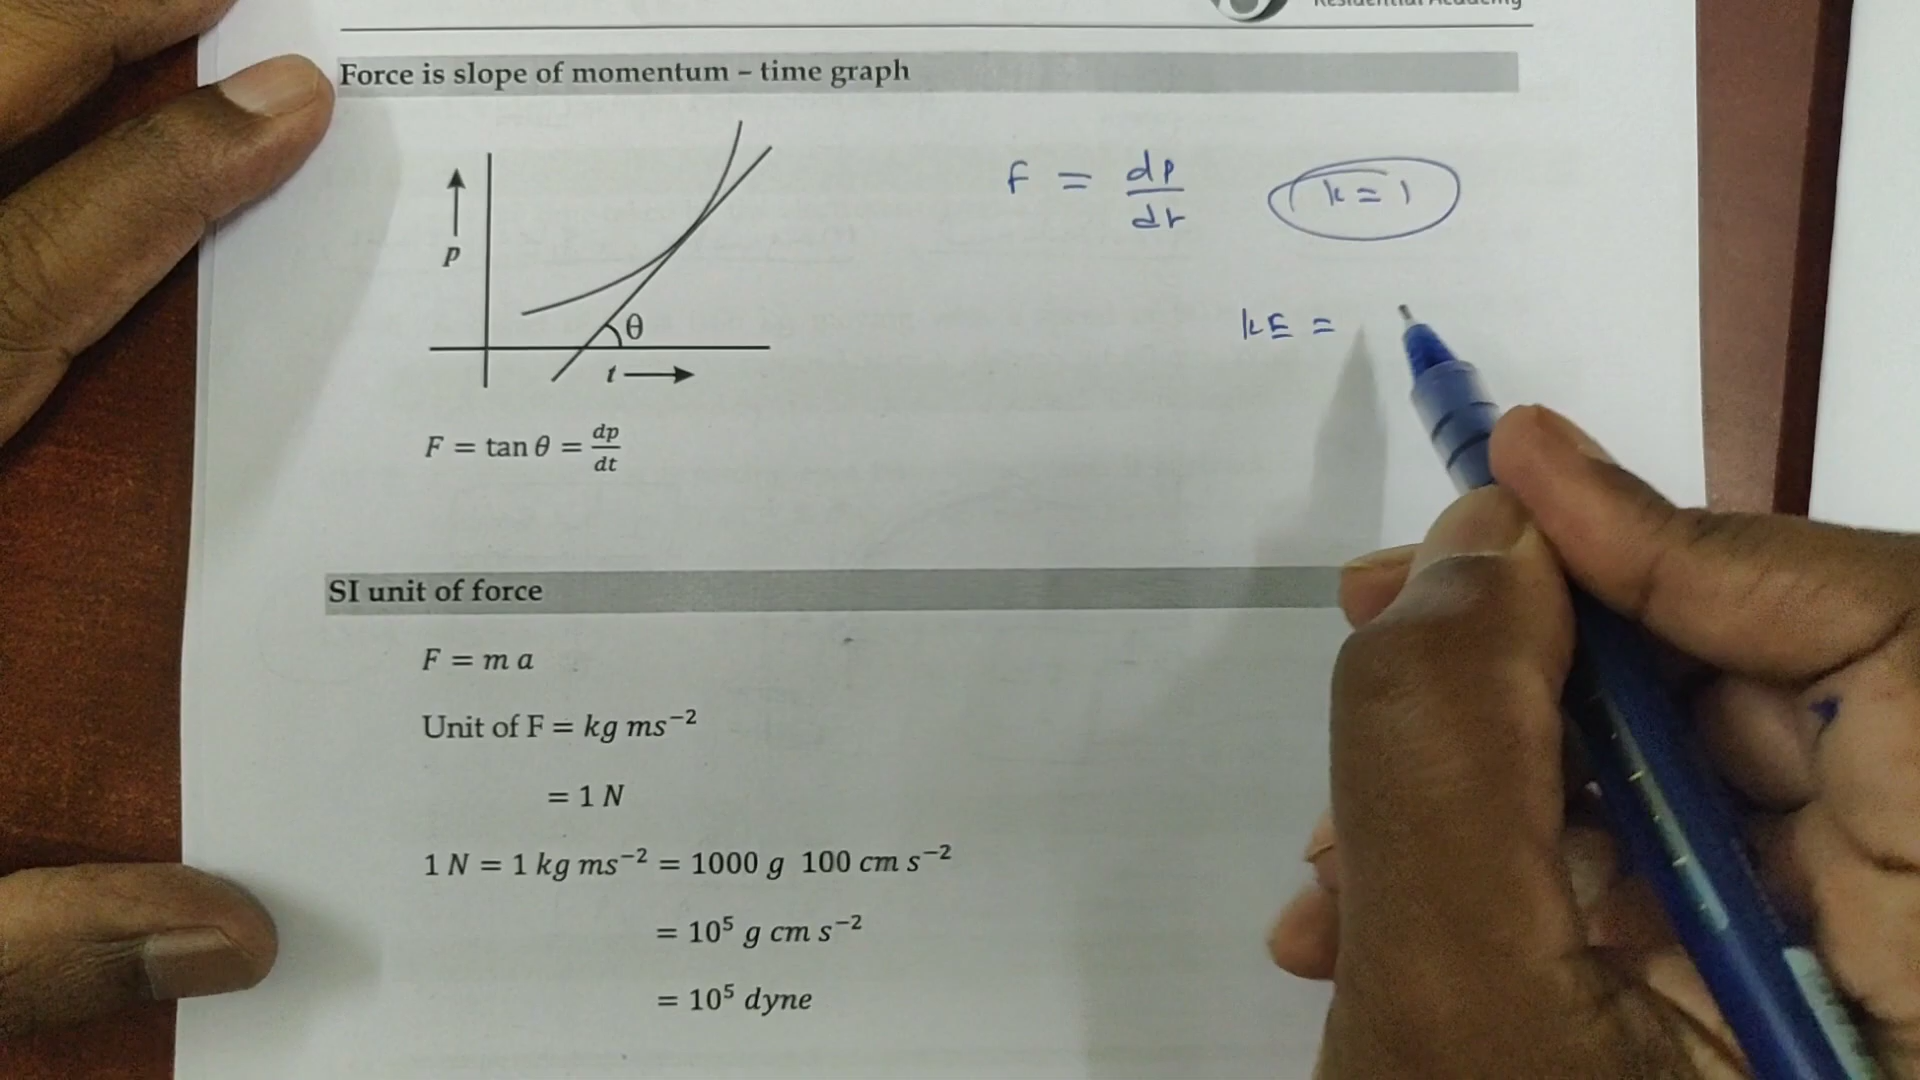 Residential Academy
Force is slope of momentum – time graph
p
θ
t
F = tan θ = dp/dt
F = dp/dt
k = 1
KE =
SI unit of force
F = m a
Unit of F = kg ms⁻²
= 1 N
1 N = 1 kg ms⁻² = 1000 g 100 cm s⁻²
= 10⁵ g cm s⁻²
= 10⁵ dyne